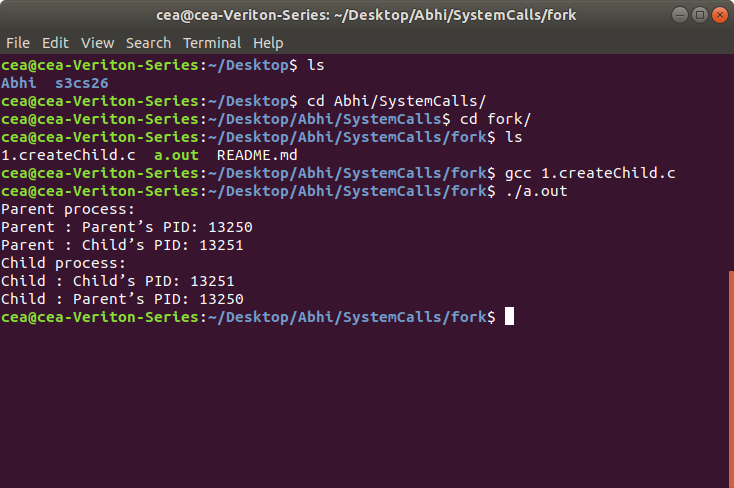 cea@cea-Veriton-Series: ~/Desktop/Abhi/SystemCalls/fork
File Edit View Search Terminal Help
cea@cea-Veriton-Series:~/Desktop$ ls
Abhi  s3cs26
cea@cea-Veriton-Series:~/Desktop$ cd Abhi/SystemCalls/
cea@cea-Veriton-Series:~/Desktop/Abhi/SystemCalls$ cd fork/
cea@cea-Veriton-Series:~/Desktop/Abhi/SystemCalls/fork$ ls
1.createChild.c  a.out  README.md
cea@cea-Veriton-Series:~/Desktop/Abhi/SystemCalls/fork$ gcc 1.createChild.c
cea@cea-Veriton-Series:~/Desktop/Abhi/SystemCalls/fork$ ./a.out
Parent process:
Parent : Parent’s PID: 13250
Parent : Child’s PID: 13251
Child process:
Child : Child’s PID: 13251
Child : Parent’s PID: 13250
cea@cea-Veriton-Series:~/Desktop/Abhi/SystemCalls/fork$